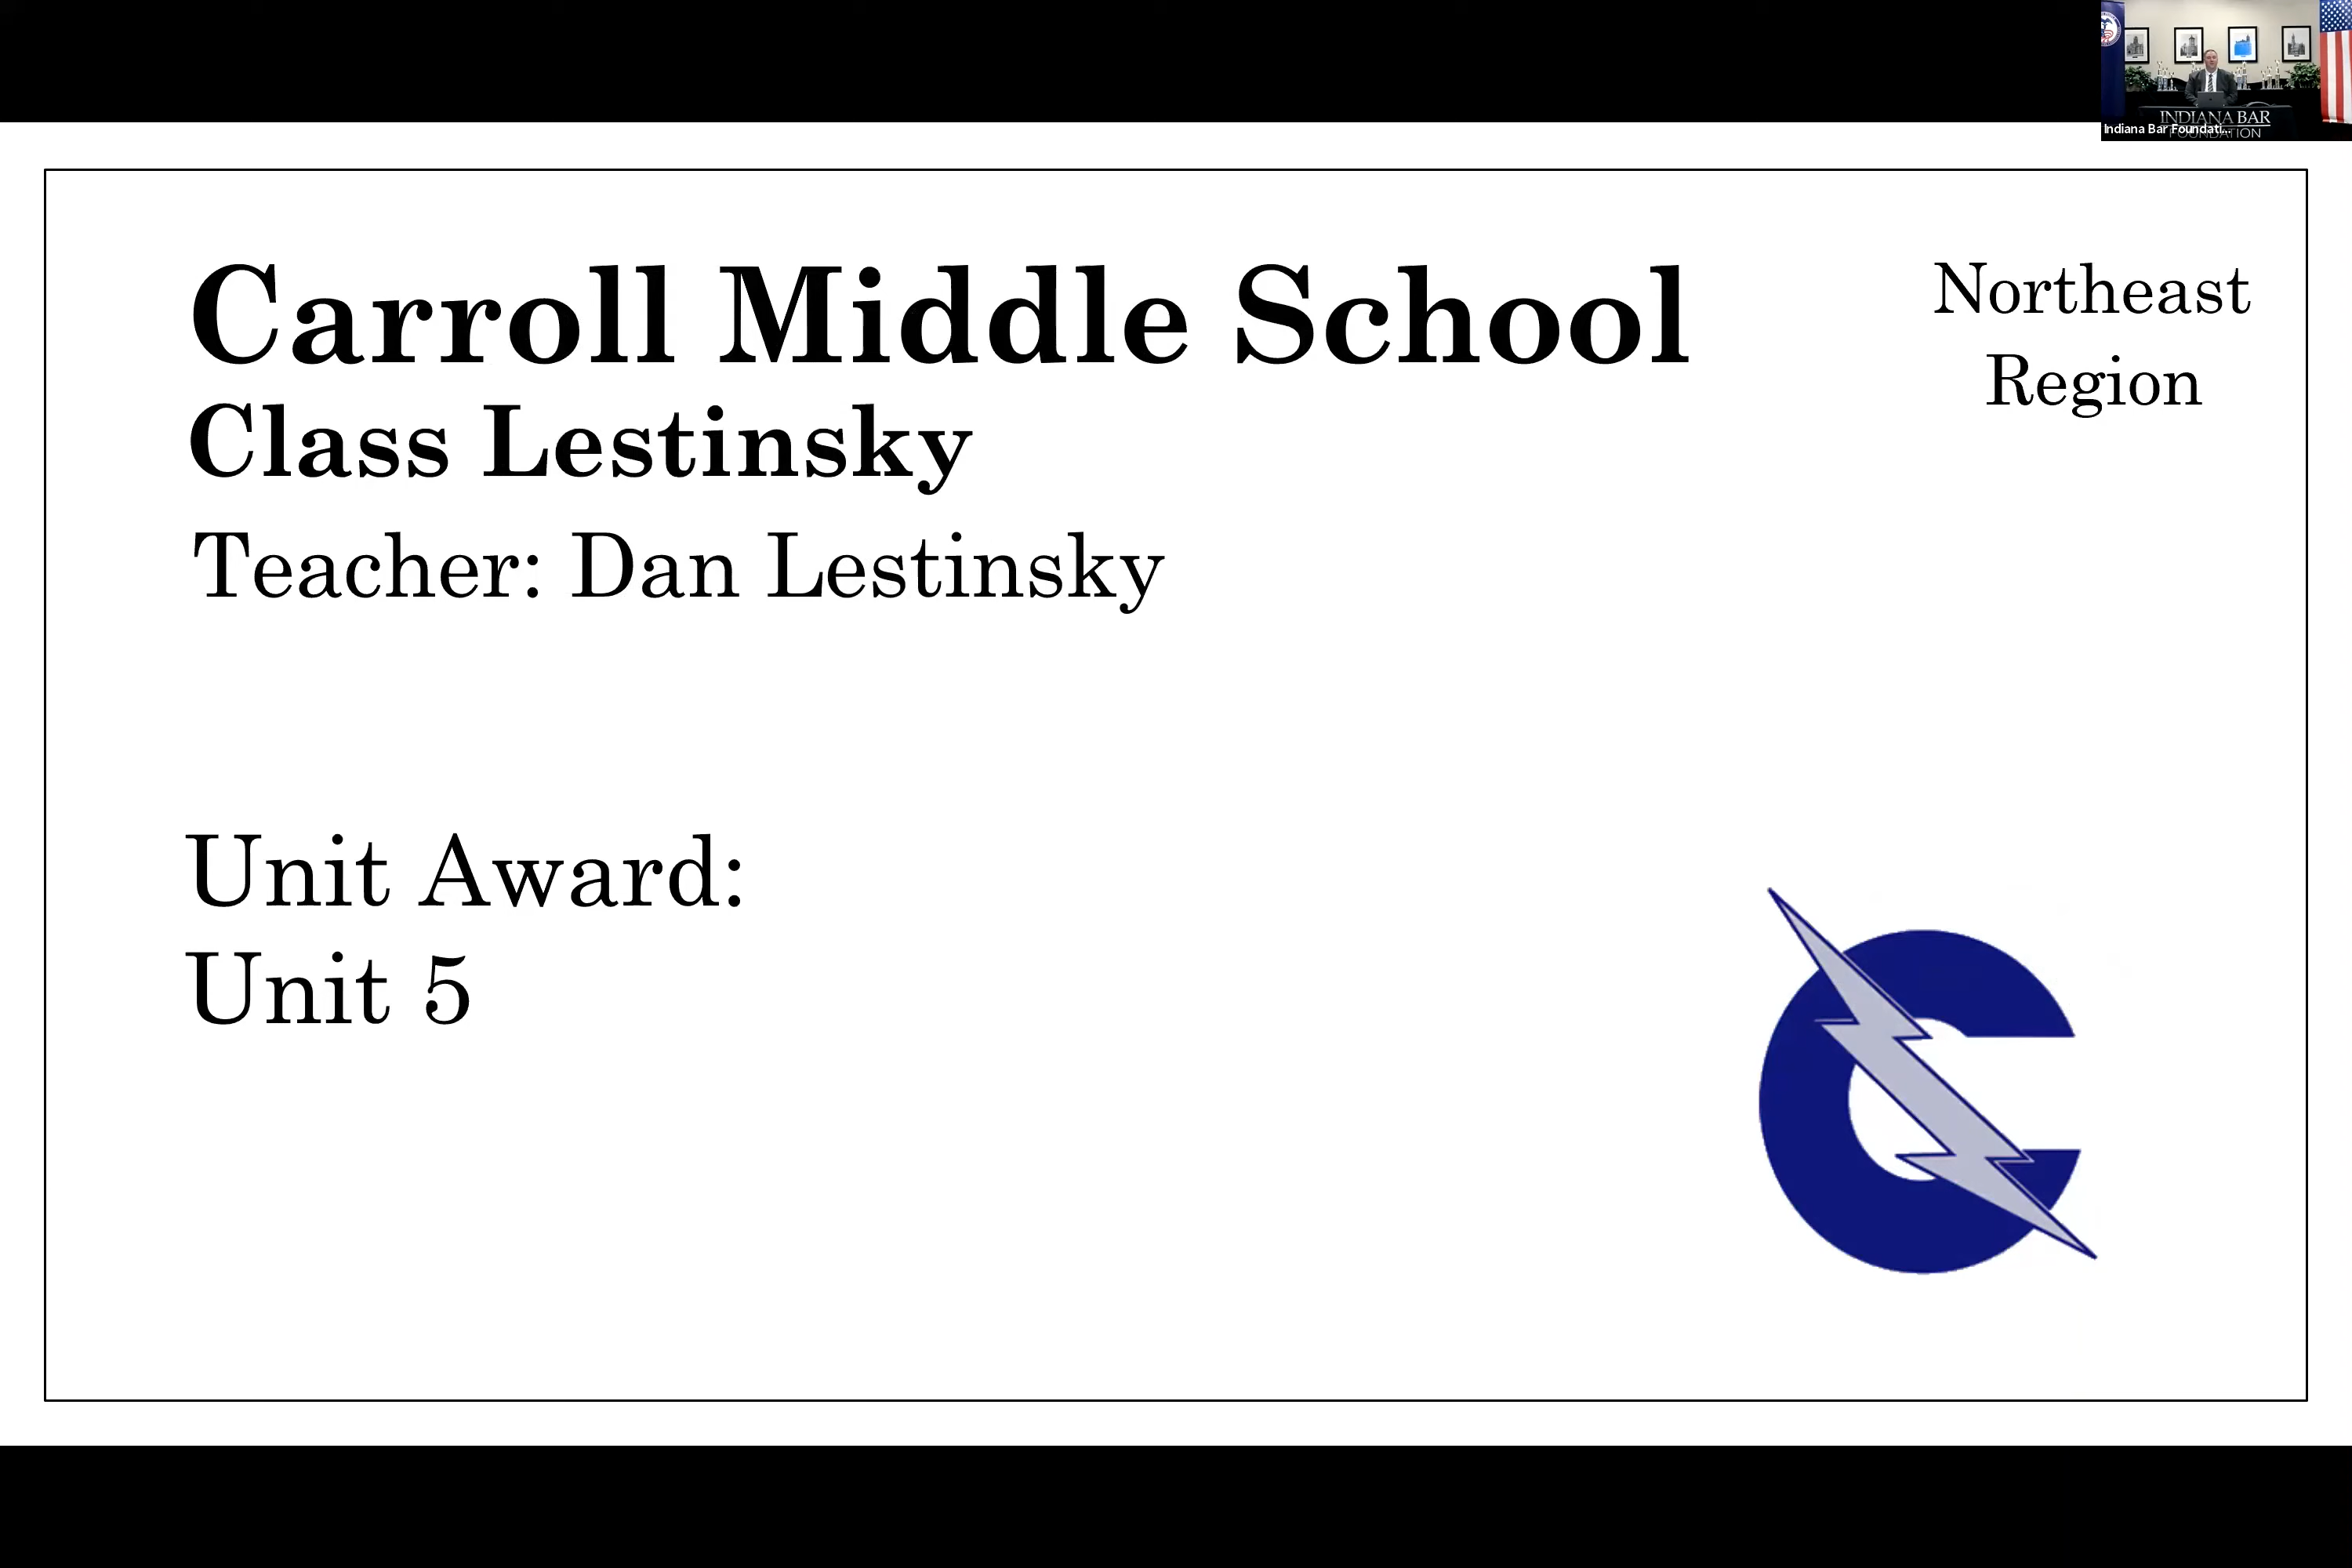 Carroll Middle School
Class Lestinsky
Teacher: Dan Lestinsky
Northeast
Region
Unit Award:
Unit 5
INDIANA BAR
FOUNDATION
Indiana Bar Foundati...